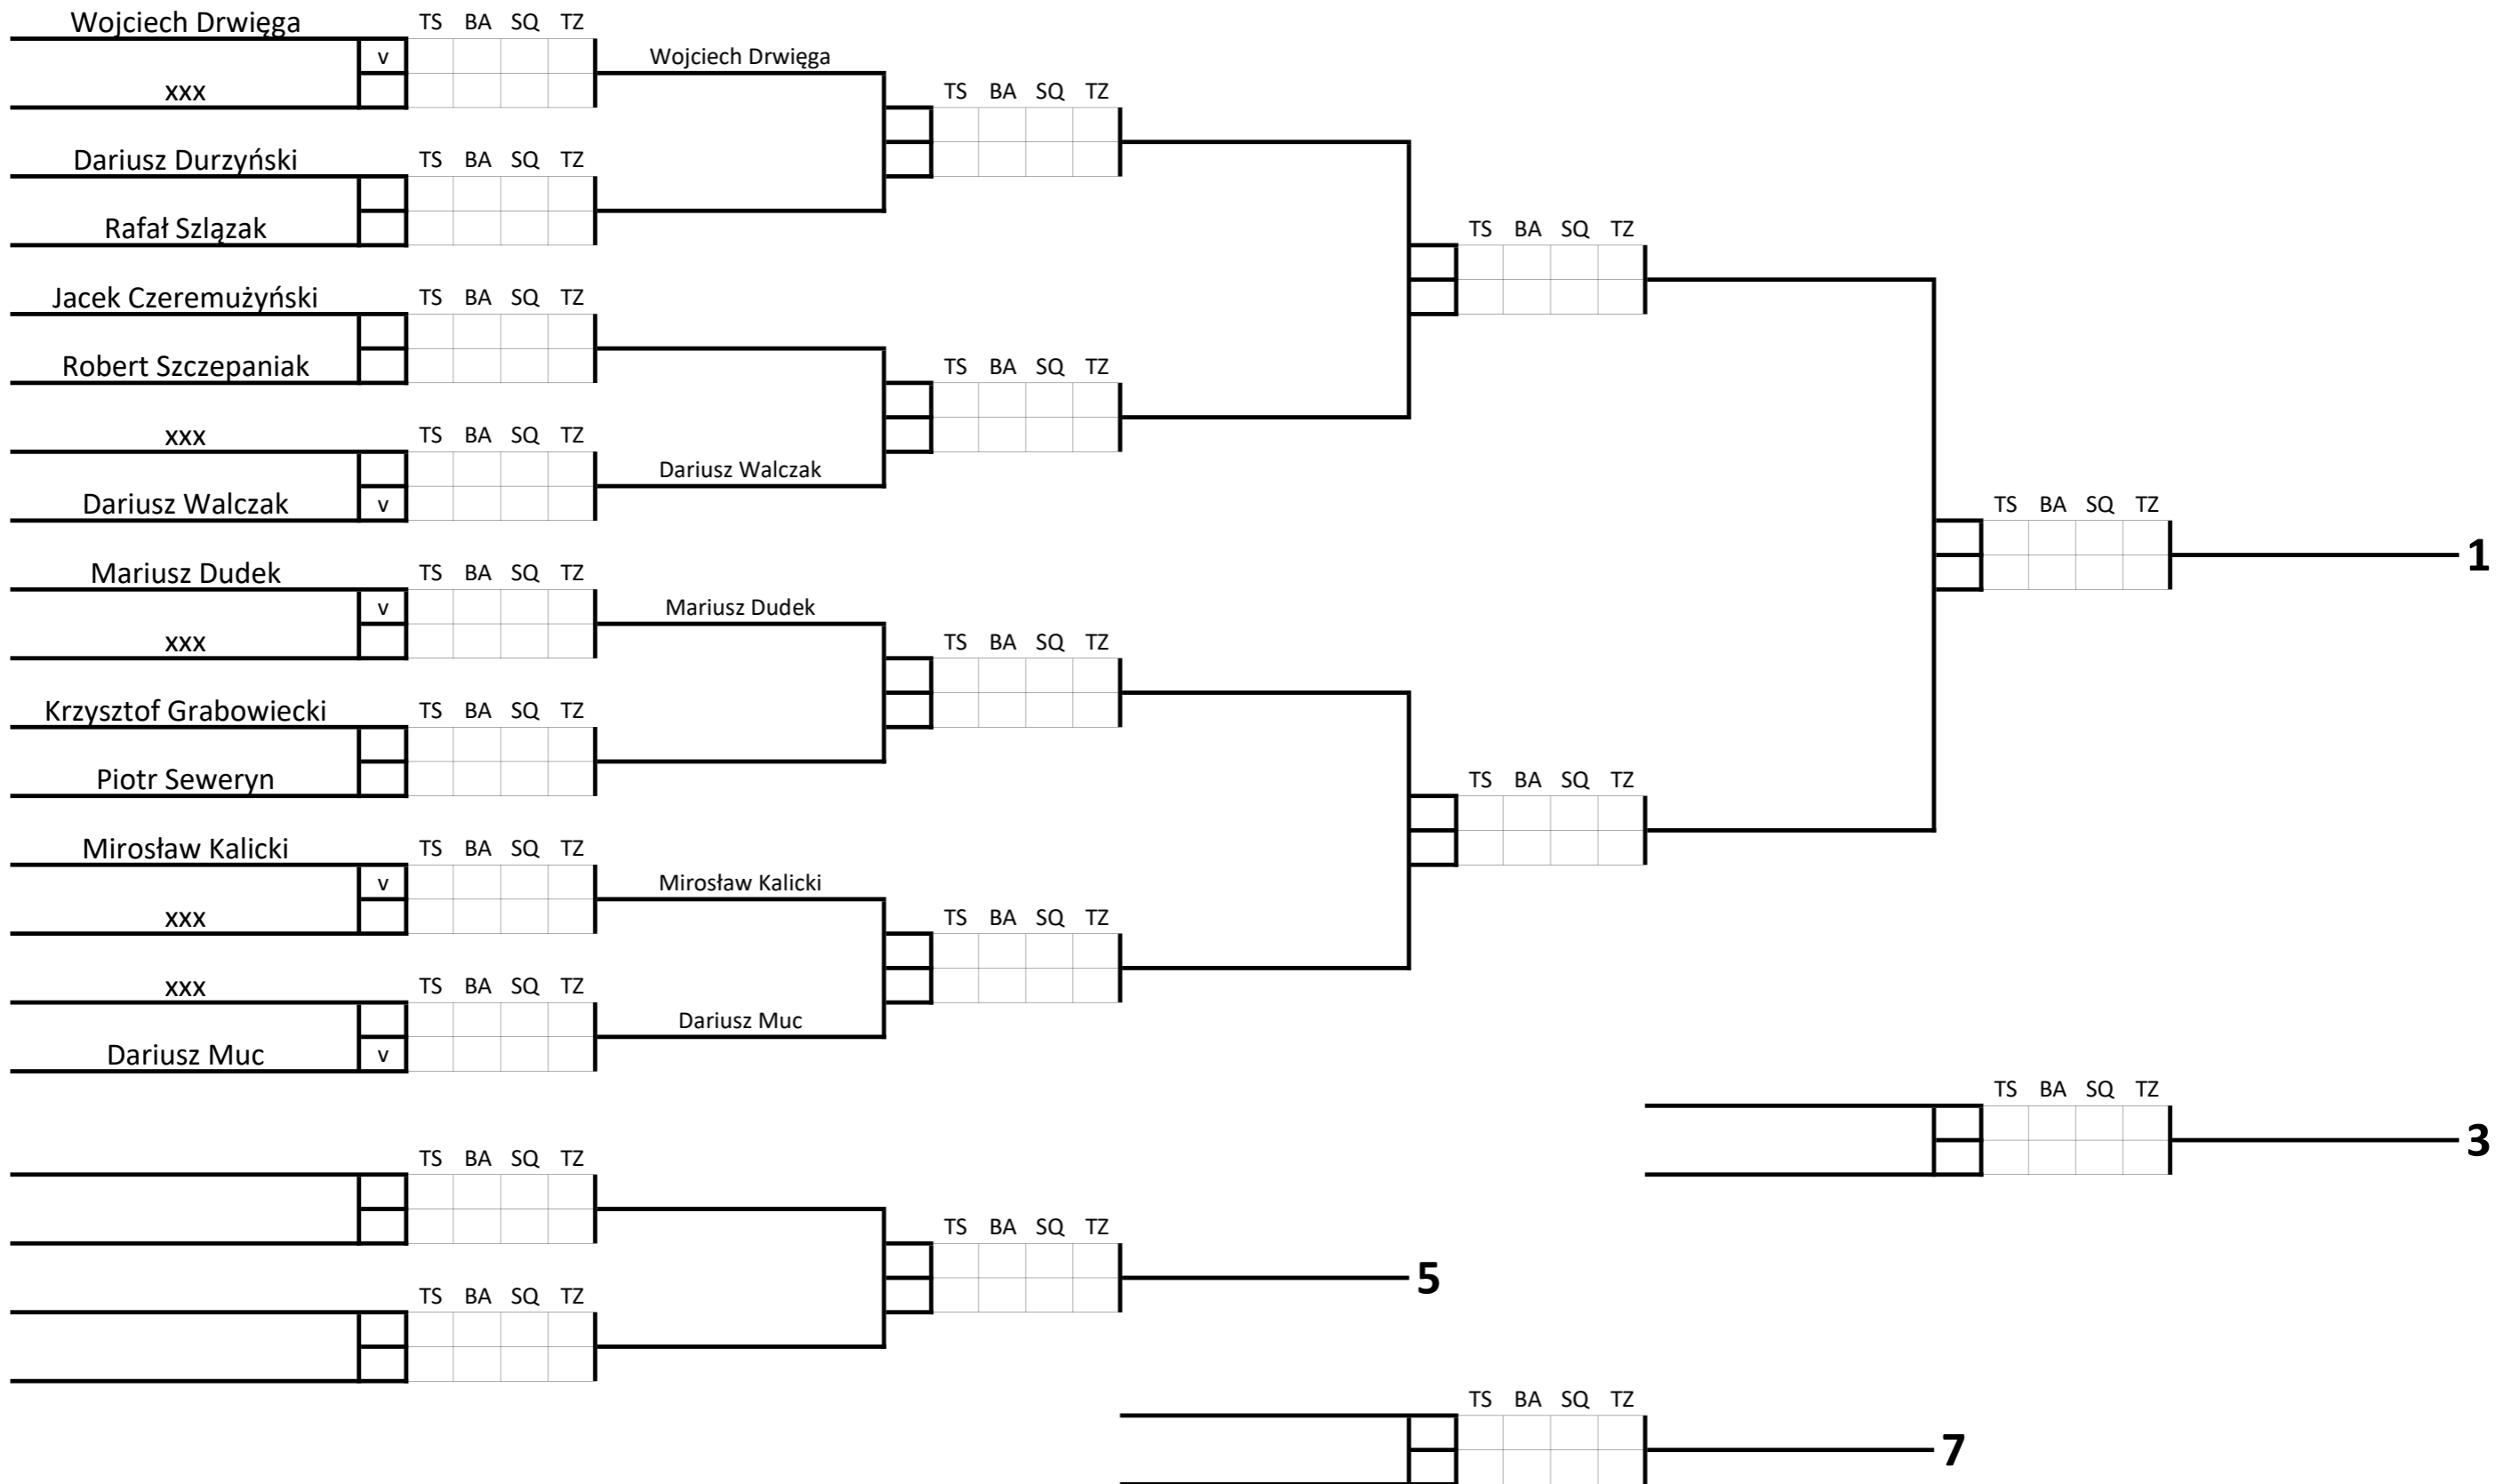 Wojciech Drwięga TS BA SQ TZ
v Wojciech Drwięga
xxx TS BA SQ TZ
Dariusz Durzyński TS BA SQ TZ
Rafał Szlązak TS BA SQ TZ
Jacek Czeremużyński TS BA SQ TZ
Robert Szczepaniak TS BA SQ TZ
xxx TS BA SQ TZ
Dariusz Walczak
Dariusz Walczak v TS BA SQ TZ
1
Mariusz Dudek TS BA SQ TZ
v Mariusz Dudek
xxx TS BA SQ TZ
Krzysztof Grabowiecki TS BA SQ TZ
Piotr Seweryn TS BA SQ TZ
Mirosław Kalicki TS BA SQ TZ
v Mirosław Kalicki
xxx TS BA SQ TZ
xxx TS BA SQ TZ
Dariusz Muc
Dariusz Muc v
TS BA SQ TZ
3
TS BA SQ TZ
TS BA SQ TZ
5
TS BA SQ TZ
TS BA SQ TZ
7